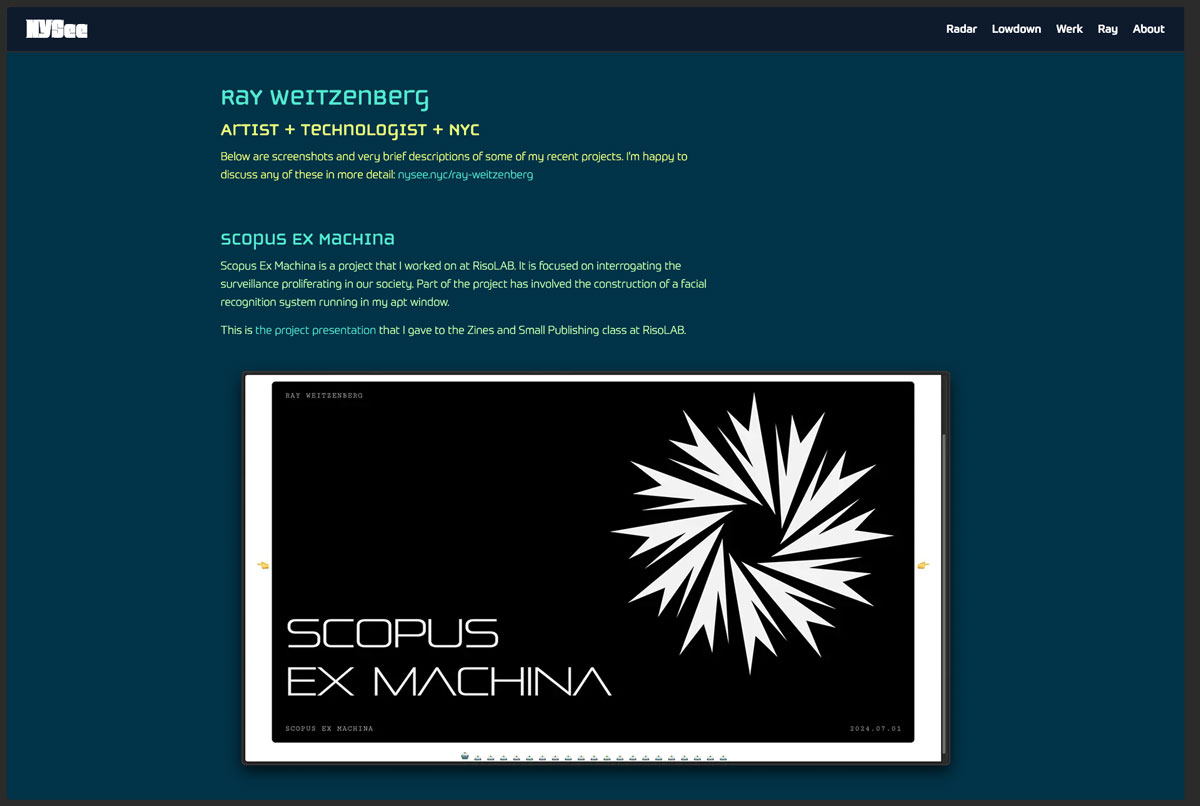 NYSee
Radar Lowdown Werk Ray About
Ray Weitzenberg
Artist + Technologist + NYC
Below are screenshots and very brief descriptions of some of my recent projects. I'm happy to
discuss any of these in more detail: nysee.nyc/ray-weitzenberg
Scopus Ex Machina
Scopus Ex Machina is a project that I worked on at RisoLAB. It is focused on interrogating the
surveillance proliferating in our society. Part of the project has involved the construction of a facial
recognition system running in my apt window.
This is the project presentation that I gave to the Zines and Small Publishing class at RisoLAB.
RAY WEITZENBERG
SCOPUS
EX MACHINA
SCOPUS EX MACHINA
2024.07.01